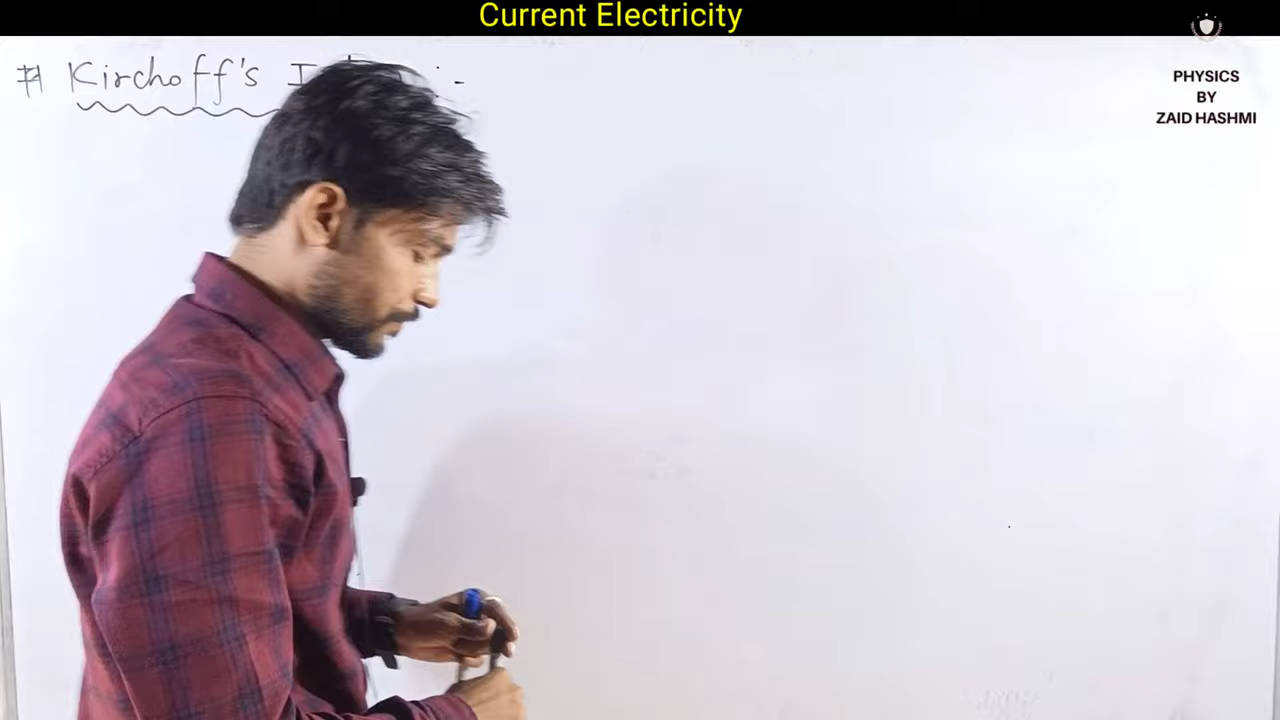 Current Electricity
# Kirchoff's :-
PHYSICS
BY
ZAID HASHMI